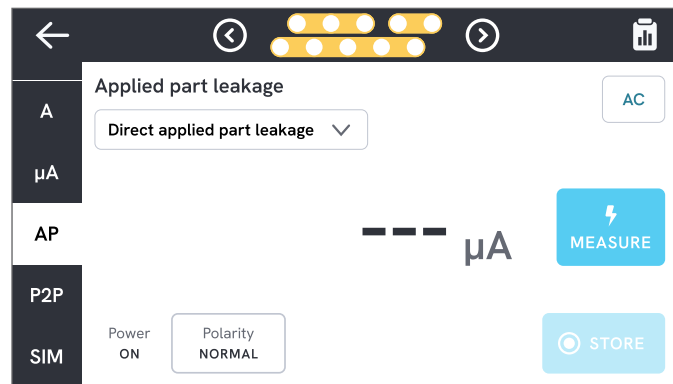 Applied part leakage
AC
Direct applied part leakage
A
µA
AP
P2P
SIM
--- µA
MEASURE
Power
ON
Polarity
NORMAL
STORE